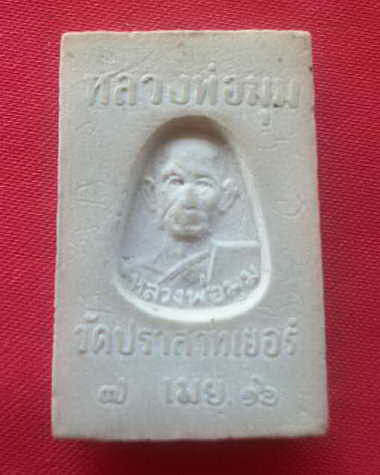 หลวงพ่อมุม
หลวงพ่อมุม
วัดปราสาทเยอร์
๗ เมย. ๑๖